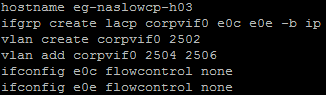 hostname eg-naslowcp-h03
ifgrp create lacp corpvif0 e0c e0e -b ip
vlan create corpvif0 2502
vlan add corpvif0 2504 2506
ifconfig e0c flowcontrol none
ifconfig e0e flowcontrol none